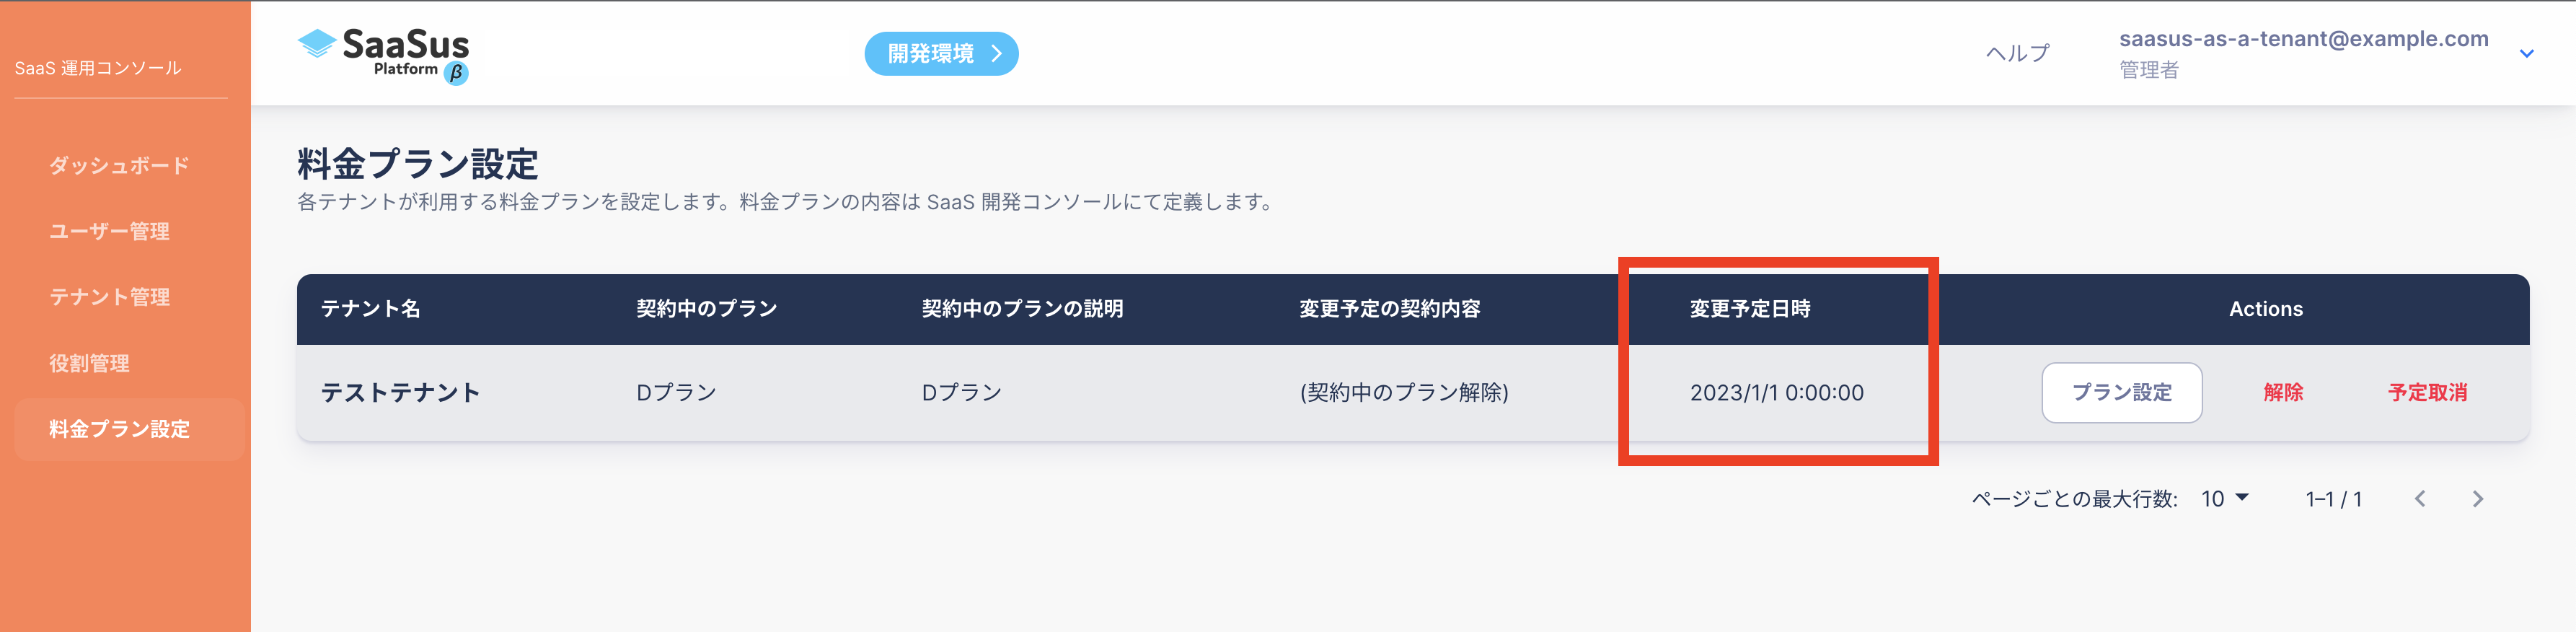 SaaS 運用コンソール
ダッシュボード
ユーザー管理
テナント管理
役割管理
料金プラン設定
SaaSus
Platform β
開発環境
ヘルプ
saasus-as-a-tenant@example.com
管理者
料金プラン設定
各テナントが利用する料金プランを設定します。料金プランの内容は SaaS 開発コンソールにて定義します。
テナント名 契約中のプラン 契約中のプランの説明 変更予定の契約内容 変更予定日時 Actions
テストテナント Dプラン Dプラン (契約中のプラン解除) 2023/1/1 0:00:00 プラン設定 解除 予定取消
ページごとの最大行数: 10 1–1 / 1